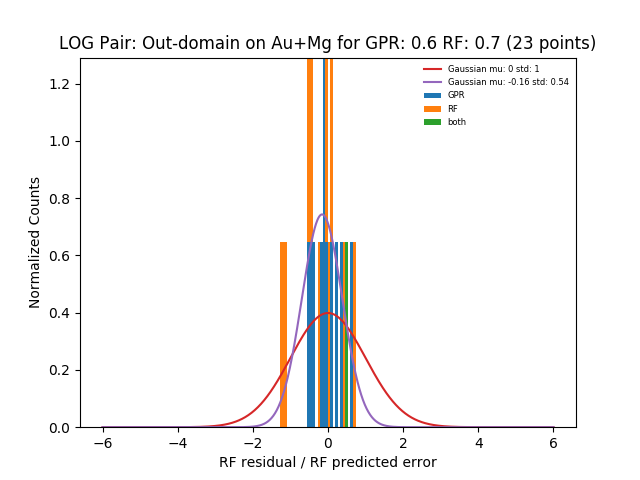 LOG Pair: Out-domain on Au+Mg for GPR: 0.6 RF: 0.7 (23 points)
Gaussian mu: 0 std: 1
Gaussian mu: -0.16 std: 0.54
GPR
RF
both
Normalized Counts
1.2
1.0
0.8
0.6
0.4
0.2
0.0
−6
−4
−2
0
2
4
6
RF residual / RF predicted error